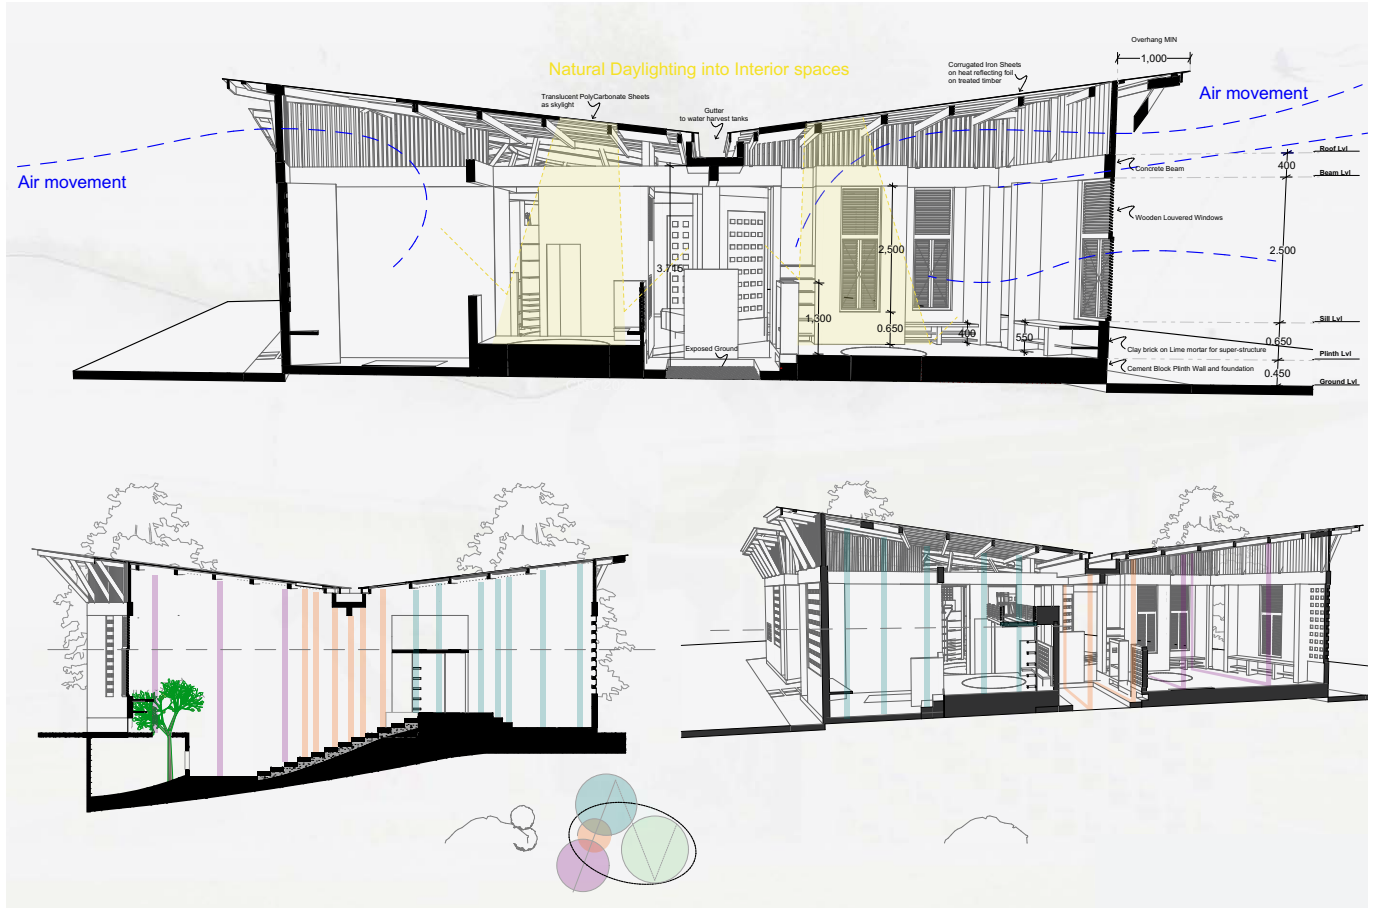 Overhang MIN
1,000
Natural Daylighting into Interior spaces
Corrugated Iron Sheets
on heat reflecting foil
on treated timber
Air movement
Translucent PolyCarbonate Sheets
as skylight
Gutter
to water harvest tanks
Air movement
Roof Lvl
400
Concrete Beam
Beam Lvl
Wooden Louvered Windows
2,500
2.500
3.715
1,300
0.650
400
550
Sill Lvl
0.650
Clay brick on Lime mortar for super-structure
Exposed Ground
Plinth Lvl
Cement Block Plinth Wall and foundation
0.450
Ground Lvl